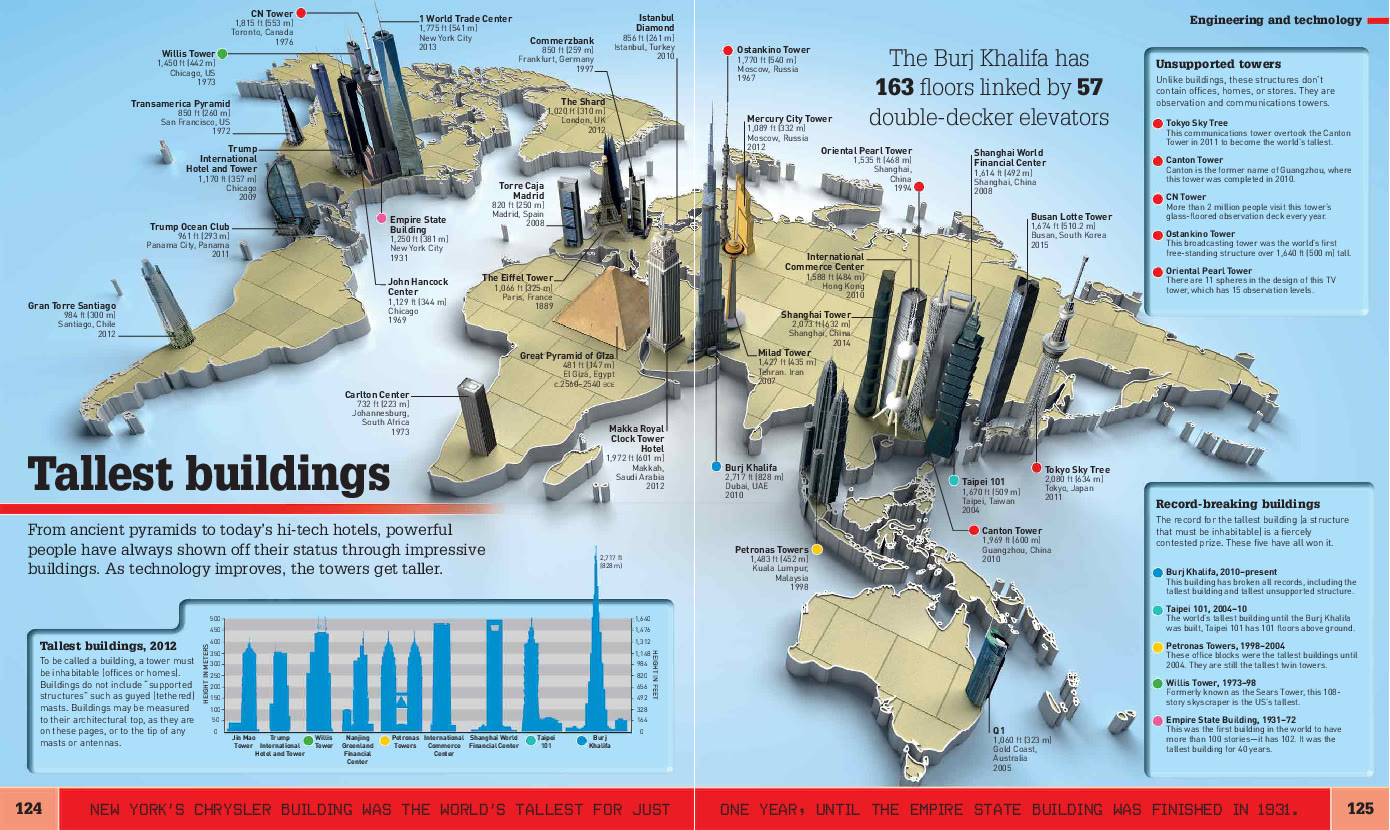 CN Tower
1,815 ft (553 m)
Toronto, Canada
1976
1 World Trade Center
1,775 ft (541 m)
New York City
2013
Willis Tower
1,450 ft (442 m)
Chicago, US
1973
Commerzbank
850 ft (259 m)
Frankfurt, Germany
1997
Istanbul
Diamond
856 ft (261 m)
Istanbul, Turkey
2010
Transamerica Pyramid
850 ft (260 m)
San Francisco, US
1972
The Shard
1,020 ft (310 m)
London, UK
2012
Trump
International
Hotel and Tower
1,170 ft (357 m)
Chicago
2009
Torre Caja
Madrid
820 ft (250 m)
Madrid, Spain
2008
Trump Ocean Club
961 ft (293 m)
Panama City, Panama
2011
Empire State
Building
1,250 ft (381 m)
New York City
1931
John Hancock
Center
1,129 ft (344 m)
Chicago
1969
The Eiffel Tower
1,066 ft (325 m)
Paris, France
1889
Gran Torre Santiago
984 ft (300 m)
Santiago, Chile
2012
Great Pyramid of GIza
481 ft (147 m)
El Giza, Egypt
c.2560–2540 BCE
Carlton Center
732 ft (223 m)
Johannesburg,
South Africa
1973
Makka Royal
Clock Tower
Hotel
1,972 ft (601 m)
Makkah,
Saudi Arabia
2012
Tallest buildings
From ancient pyramids to today's hi-tech hotels, powerful
people have always shown off their status through impressive
buildings. As technology improves, the towers get taller.
Tallest buildings, 2012
To be called a building, a tower must
be inhabitable (offices or homes).
Buildings do not include "supported
structures" such as guyed (tethered)
masts. Buildings may be measured
to their architectural top, as they are
on these pages, or to the tip of any
masts or antennas.
HEIGHT IN METERS
500
450
400
350
300
250
200
150
100
50
0
2,717 ft
(828 m)
1,640
1,476
1,312
1,148
984
820
656
492
328
164
0
HEIGHT IN FEET
Jin Mao
Tower
Trump
International
Hotel and Tower
Willis
Tower
Nanjing
Greenland
Financial
Center
Petronas
Towers
International
Commerce
Center
Shanghai World
Financial Center
Taipei
101
Burj
Khalifa
124
NEW YORK'S CHRYSLER BUILDING WAS THE WORLD'S TALLEST FOR JUST
Engineering and technology
Ostankino Tower
1,770 ft (540 m)
Moscow, Russia
1967
The Burj Khalifa has
163 floors linked by 57
double-decker elevators
Mercury City Tower
1,089 ft (332 m)
Moscow, Russia
2012
Oriental Pearl Tower
1,535 ft (468 m)
Shanghai,
China
1994
Shanghai World
Financial Center
1,614 ft (492 m)
Shanghai, China
2008
Busan Lotte Tower
1,674 ft (510.2 m)
Busan, South Korea
2015
International
Commerce Center
1,588 ft (484 m)
Hong Kong
2010
Shanghai Tower
2,073 ft (632 m)
Shanghai, China
2014
Milad Tower
1,427 ft (435 m)
Tehran. Iran
2007
Burj Khalifa
2,717 ft (828 m)
Dubai, UAE
2010
Taipei 101
1,670 ft (509 m)
Taipei, Taiwan
2004
Tokyo Sky Tree
2,080 ft (634 m)
Tokyo, Japan
2011
Canton Tower
1,969 ft (600 m)
Guangzhou, China
2010
Petronas Towers
1,483 ft (452 m)
Kuala Lumpur,
Malaysia
1998
Q1
1,060 ft (323 m)
Gold Coast,
Australia
2005
Unsupported towers
Unlike buildings, these structures don't
contain offices, homes, or stores. They are
observation and communications towers.
Tokyo Sky Tree
This communications tower overtook the Canton
Tower in 2011 to become the world's tallest.
Canton Tower
Canton is the former name of Guangzhou, where
this tower was completed in 2010.
CN Tower
More than 2 million people visit this tower's
glass-floored observation deck every year.
Ostankino Tower
This broadcasting tower was the world's first
free-standing structure over 1,640 ft (500 m) tall.
Oriental Pearl Tower
There are 11 spheres in the design of this TV
tower, which has 15 observation levels.
Record-breaking buildings
The record for the tallest building (a structure
that must be inhabitable) is a fiercely
contested prize. These five have all won it.
Burj Khalifa, 2010–present
This building has broken all records, including the
tallest building and tallest unsupported structure.
Taipei 101, 2004–10
The world's tallest building until the Burj Khalifa
was built, Taipei 101 has 101 floors above ground.
Petronas Towers, 1998–2004
These office blocks were the tallest buildings until
2004. They are still the tallest twin towers.
Willis Tower, 1973–98
Formerly known as the Sears Tower, this 108-
story skyscraper is the US's tallest.
Empire State Building, 1931–72
This was the first building in the world to have
more than 100 stories—it has 102. It was the
tallest building for 40 years.
ONE YEAR, UNTIL THE EMPIRE STATE BUILDING WAS FINISHED IN 1931.
125